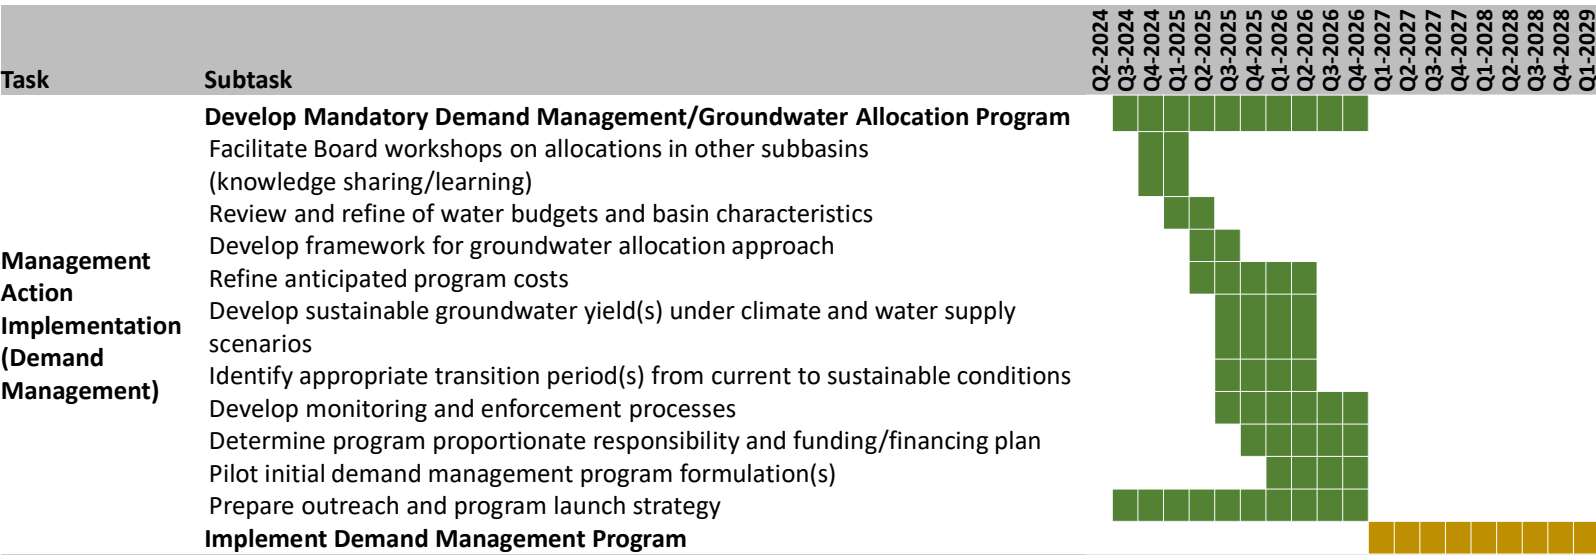 Task Subtask Q2-2024 Q3-2024 Q4-2024 Q1-2025 Q2-2025 Q3-2025 Q4-2025 Q1-2026 Q2-2026 Q3-2026 Q4-2026 Q1-2027 Q2-2027 Q3-2027 Q4-2027 Q1-2028 Q2-2028 Q3-2028 Q4-2028 Q1-2029
Management
Action
Implementation
(Demand
Management)
Develop Mandatory Demand Management/Groundwater Allocation Program
Facilitate Board workshops on allocations in other subbasins
(knowledge sharing/learning)
Review and refine of water budgets and basin characteristics
Develop framework for groundwater allocation approach
Refine anticipated program costs
Develop sustainable groundwater yield(s) under climate and water supply
scenarios
Identify appropriate transition period(s) from current to sustainable conditions
Develop monitoring and enforcement processes
Determine program proportionate responsibility and funding/financing plan
Pilot initial demand management program formulation(s)
Prepare outreach and program launch strategy
Implement Demand Management Program